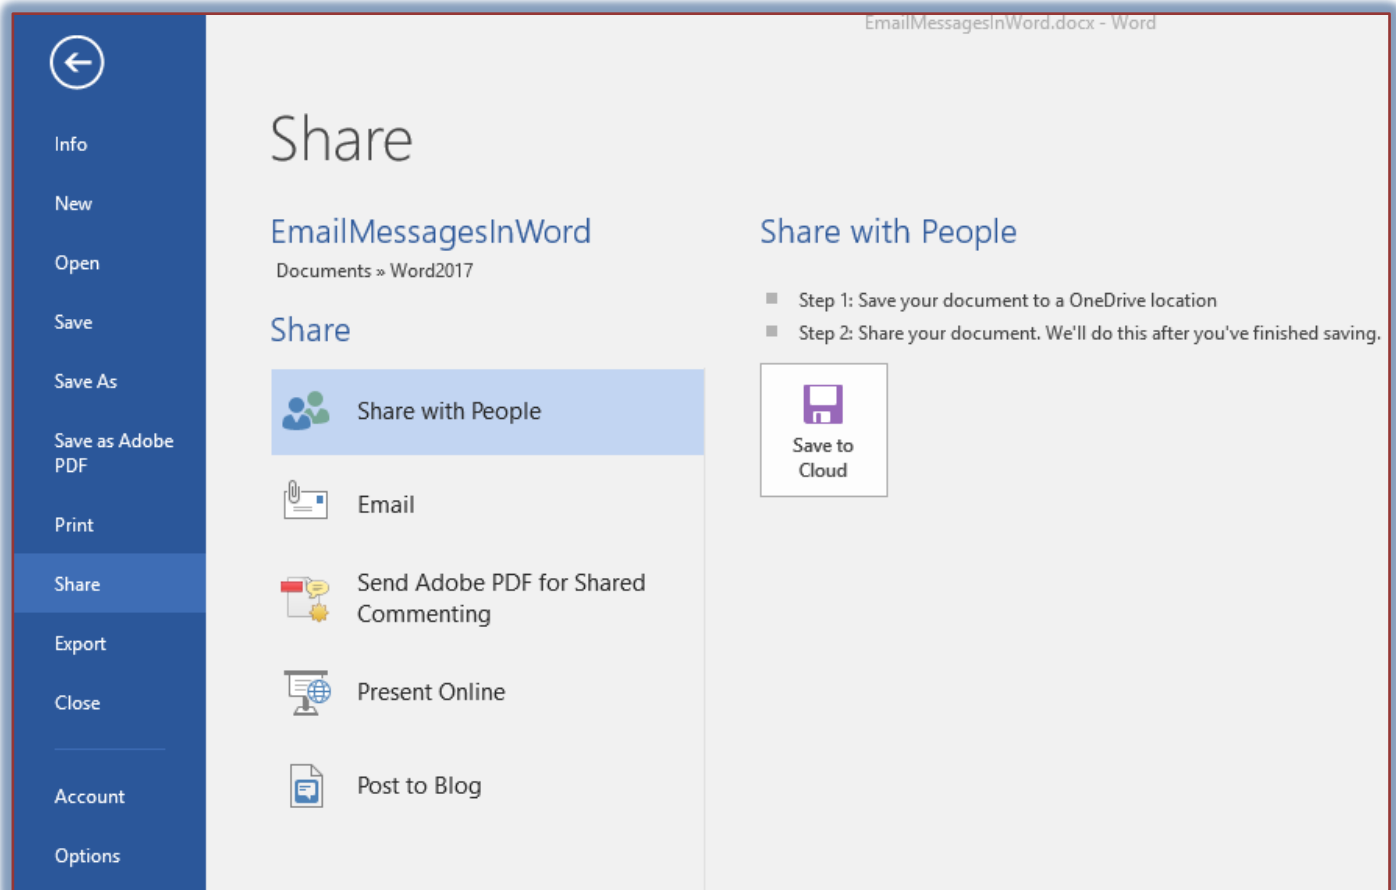 EmailMessagesInWord.docx - Word
Info
New
Open
Save
Save As
Save as Adobe
PDF
Print
Share
Export
Close
Account
Options
Share
EmailMessagesInWord
Documents » Word2017
Share
Share with People
Email
Send Adobe PDF for Shared
Commenting
Present Online
Post to Blog
Share with People
Step 1: Save your document to a OneDrive location
Step 2: Share your document. We'll do this after you've finished saving.
Save to
Cloud